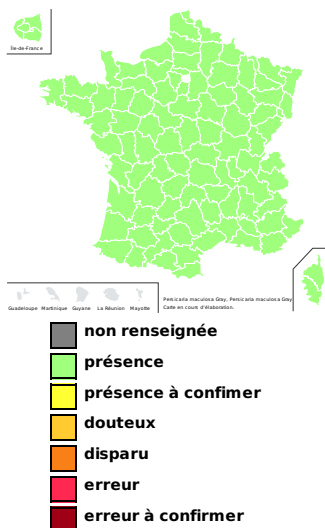 Île-de-France
Guadeloupe Martinique Guyane La Réunion Mayotte
Persicaria maculosa Gray, Persicaria maculosa Gray
Carte en cours d'élaboration.
non renseignée
présence
présence à confimer
douteux
disparu
erreur
erreur à confirmer